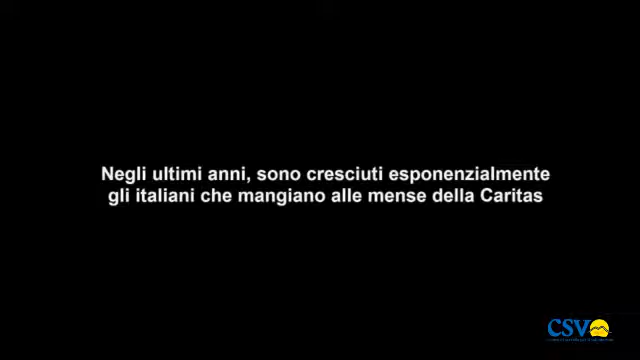 Negli ultimi anni, sono cresciuti esponenzialmente
gli italiani che mangiano alle mense della Caritas
CSV